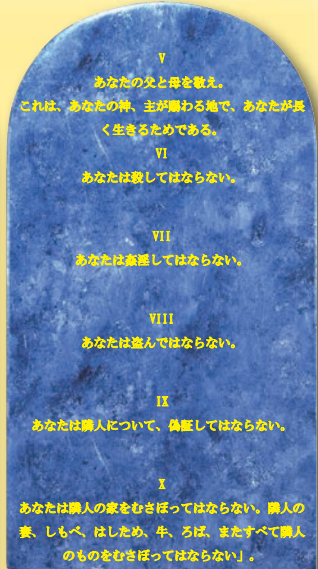 V
あなたの父と母を敬え。
これは、あなたの神、主が賜わる地で、あなたが長
く生きるためである。
VI
あなたは殺してはならない。
VII
あなたは姦淫してはならない。
VIII
あなたは盗んではならない。
IX
あなたは隣人について、偽証してはならない。
X
あなたは隣人の家をむさぼってはならない。隣人の
妻、しもべ、はしため、牛、ろば、またすべて隣人
のものをむさぼってはならない」。